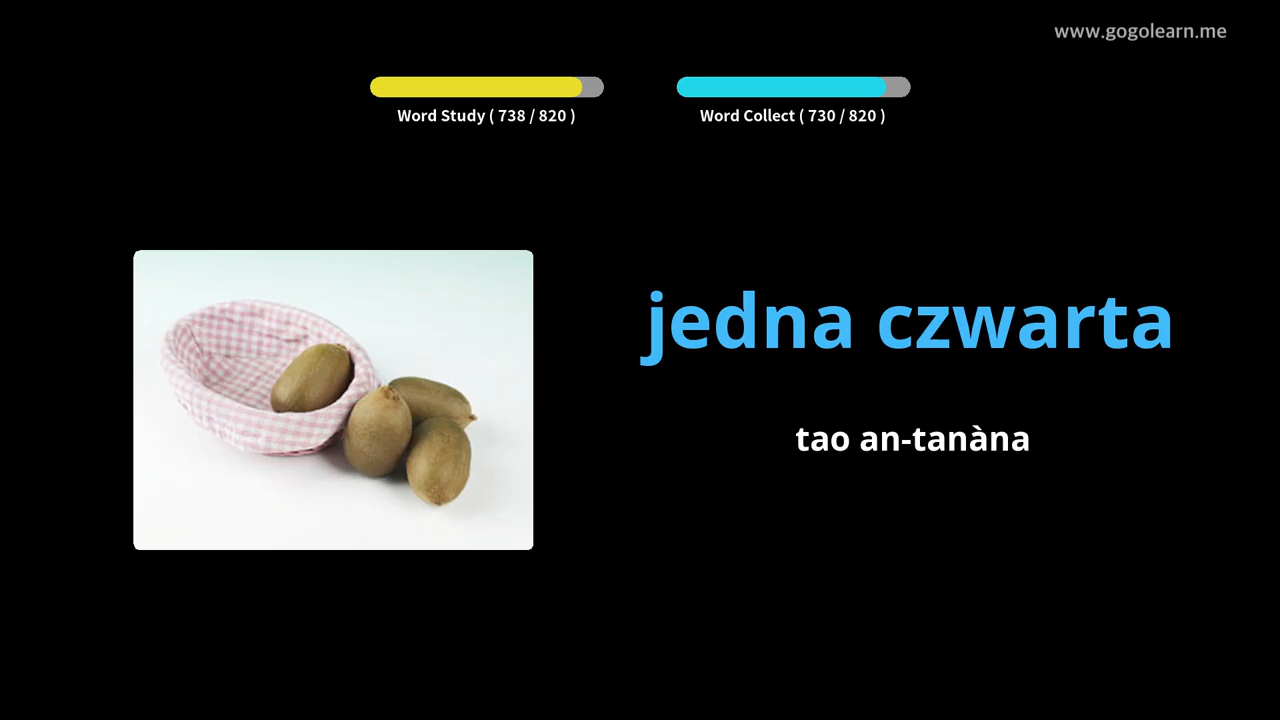 www.gogolearn.me
Word Study ( 738 / 820 )
Word Collect ( 730 / 820 )
jedna czwarta
tao an-tanàna